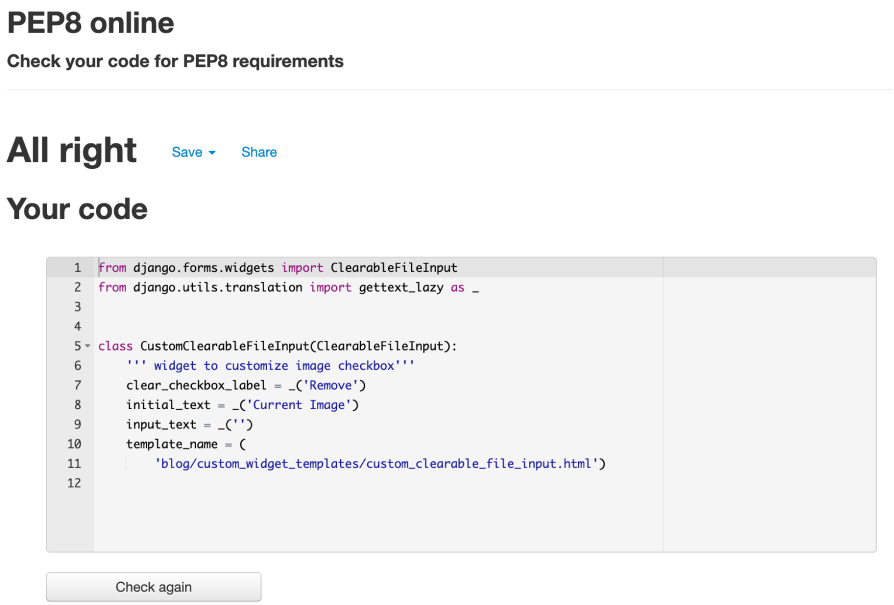 PEP8 online
Check your code for PEP8 requirements
All right Save Share
Your code
1 from django.forms.widgets import ClearableFileInput
2 from django.utils.translation import gettext_lazy as _
3
4
5 class CustomClearableFileInput(ClearableFileInput):
6     ''' widget to customize image checkbox'''
7     clear_checkbox_label = _('Remove')
8     initial_text = _('Current Image')
9     input_text = _('')
10     template_name = (
11         'blog/custom_widget_templates/custom_clearable_file_input.html')
12
Check again